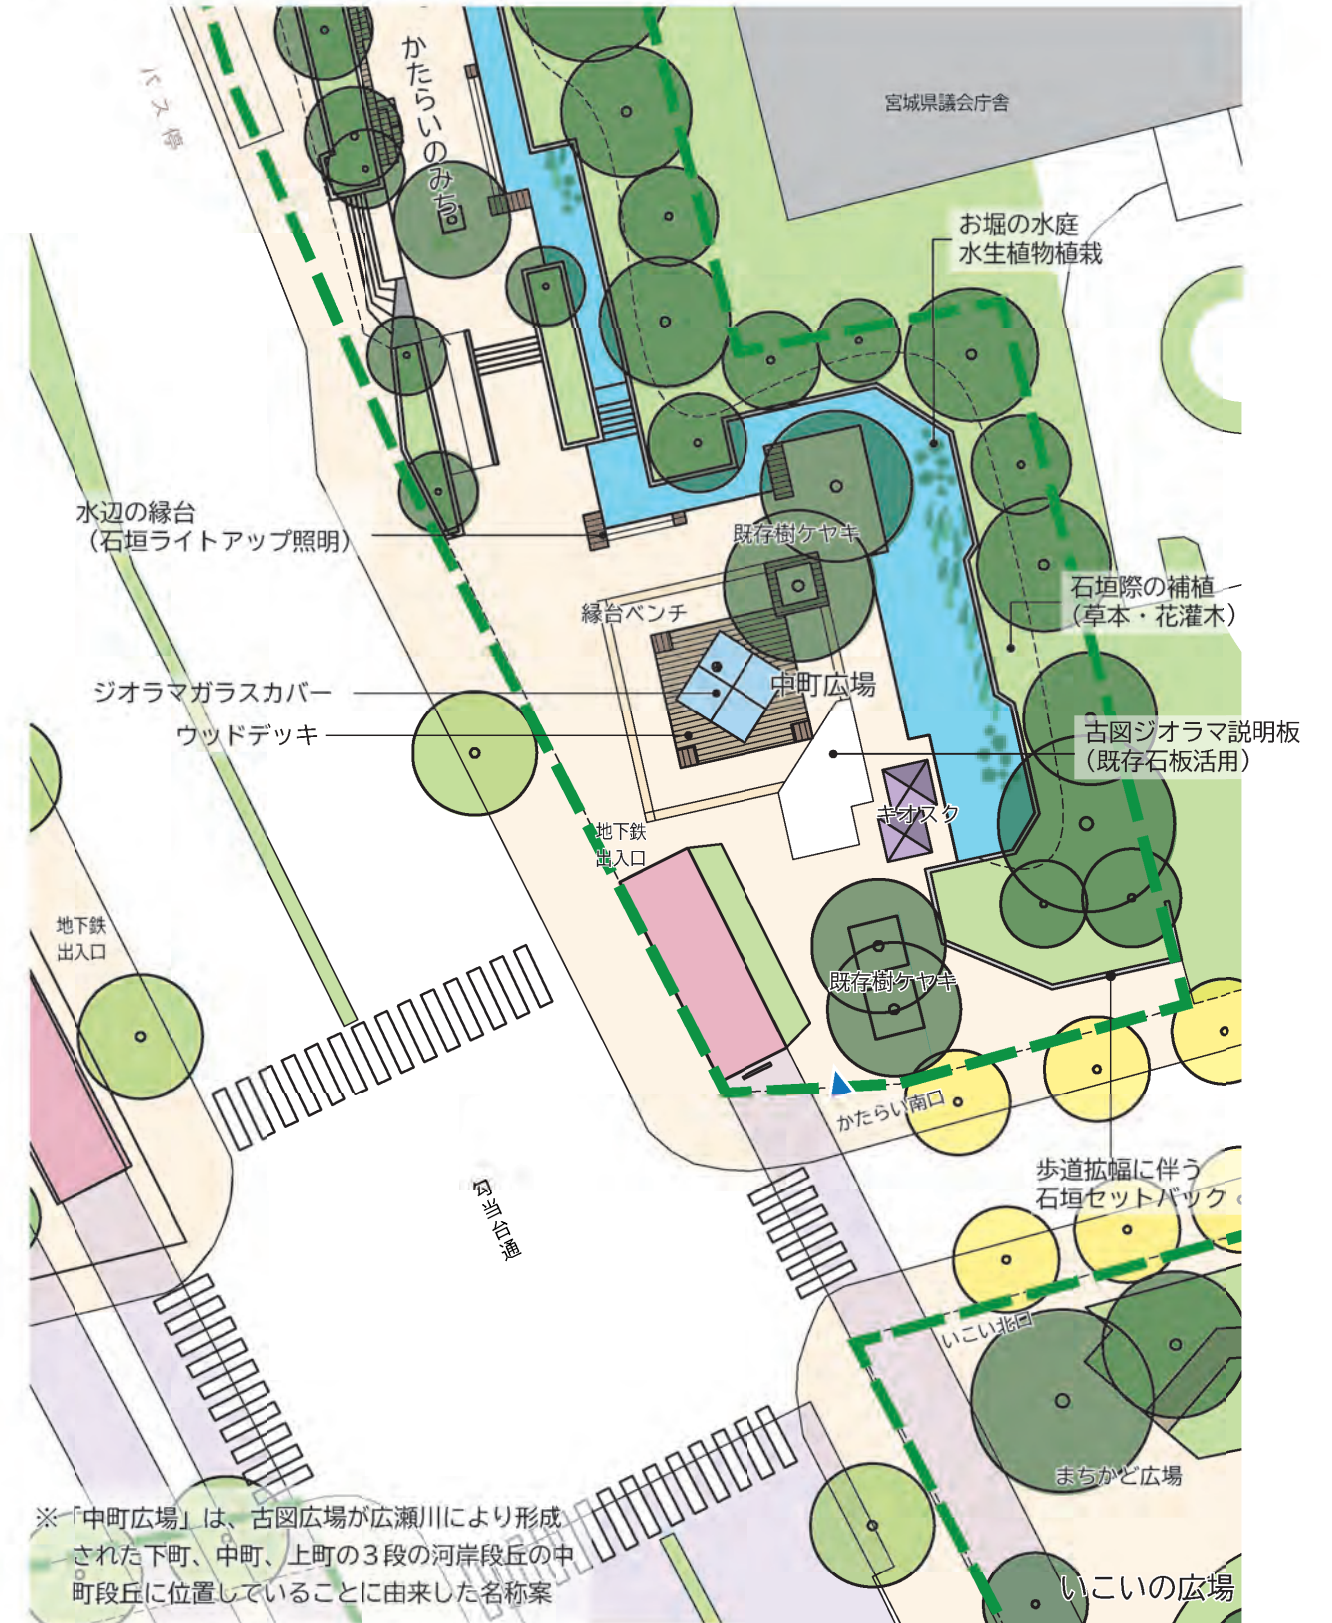 かたらいのみち
バス停
宮城県議会庁舎
お堀の水庭
水生植物植栽
水辺の縁台
（石垣ライトアップ照明）
既存樹ケヤキ
縁台ベンチ
石垣際の補植
（草本・花灌木）
ジオラマガラスカバー
中町広場
ウッドデッキ
古図ジオラマ説明板
（既存石板活用）
キオスク
地下鉄
出入口
地下鉄
出入口
既存樹ケヤキ
かたらい南口
歩道拡幅に伴う
石垣セットバック
勾当台通
いこい北口
まちかど広場
いこいの広場
※「中町広場」は、古図広場が広瀬川により形成
された下町、中町、上町の３段の河岸段丘の中
町段丘に位置していることに由来した名称案